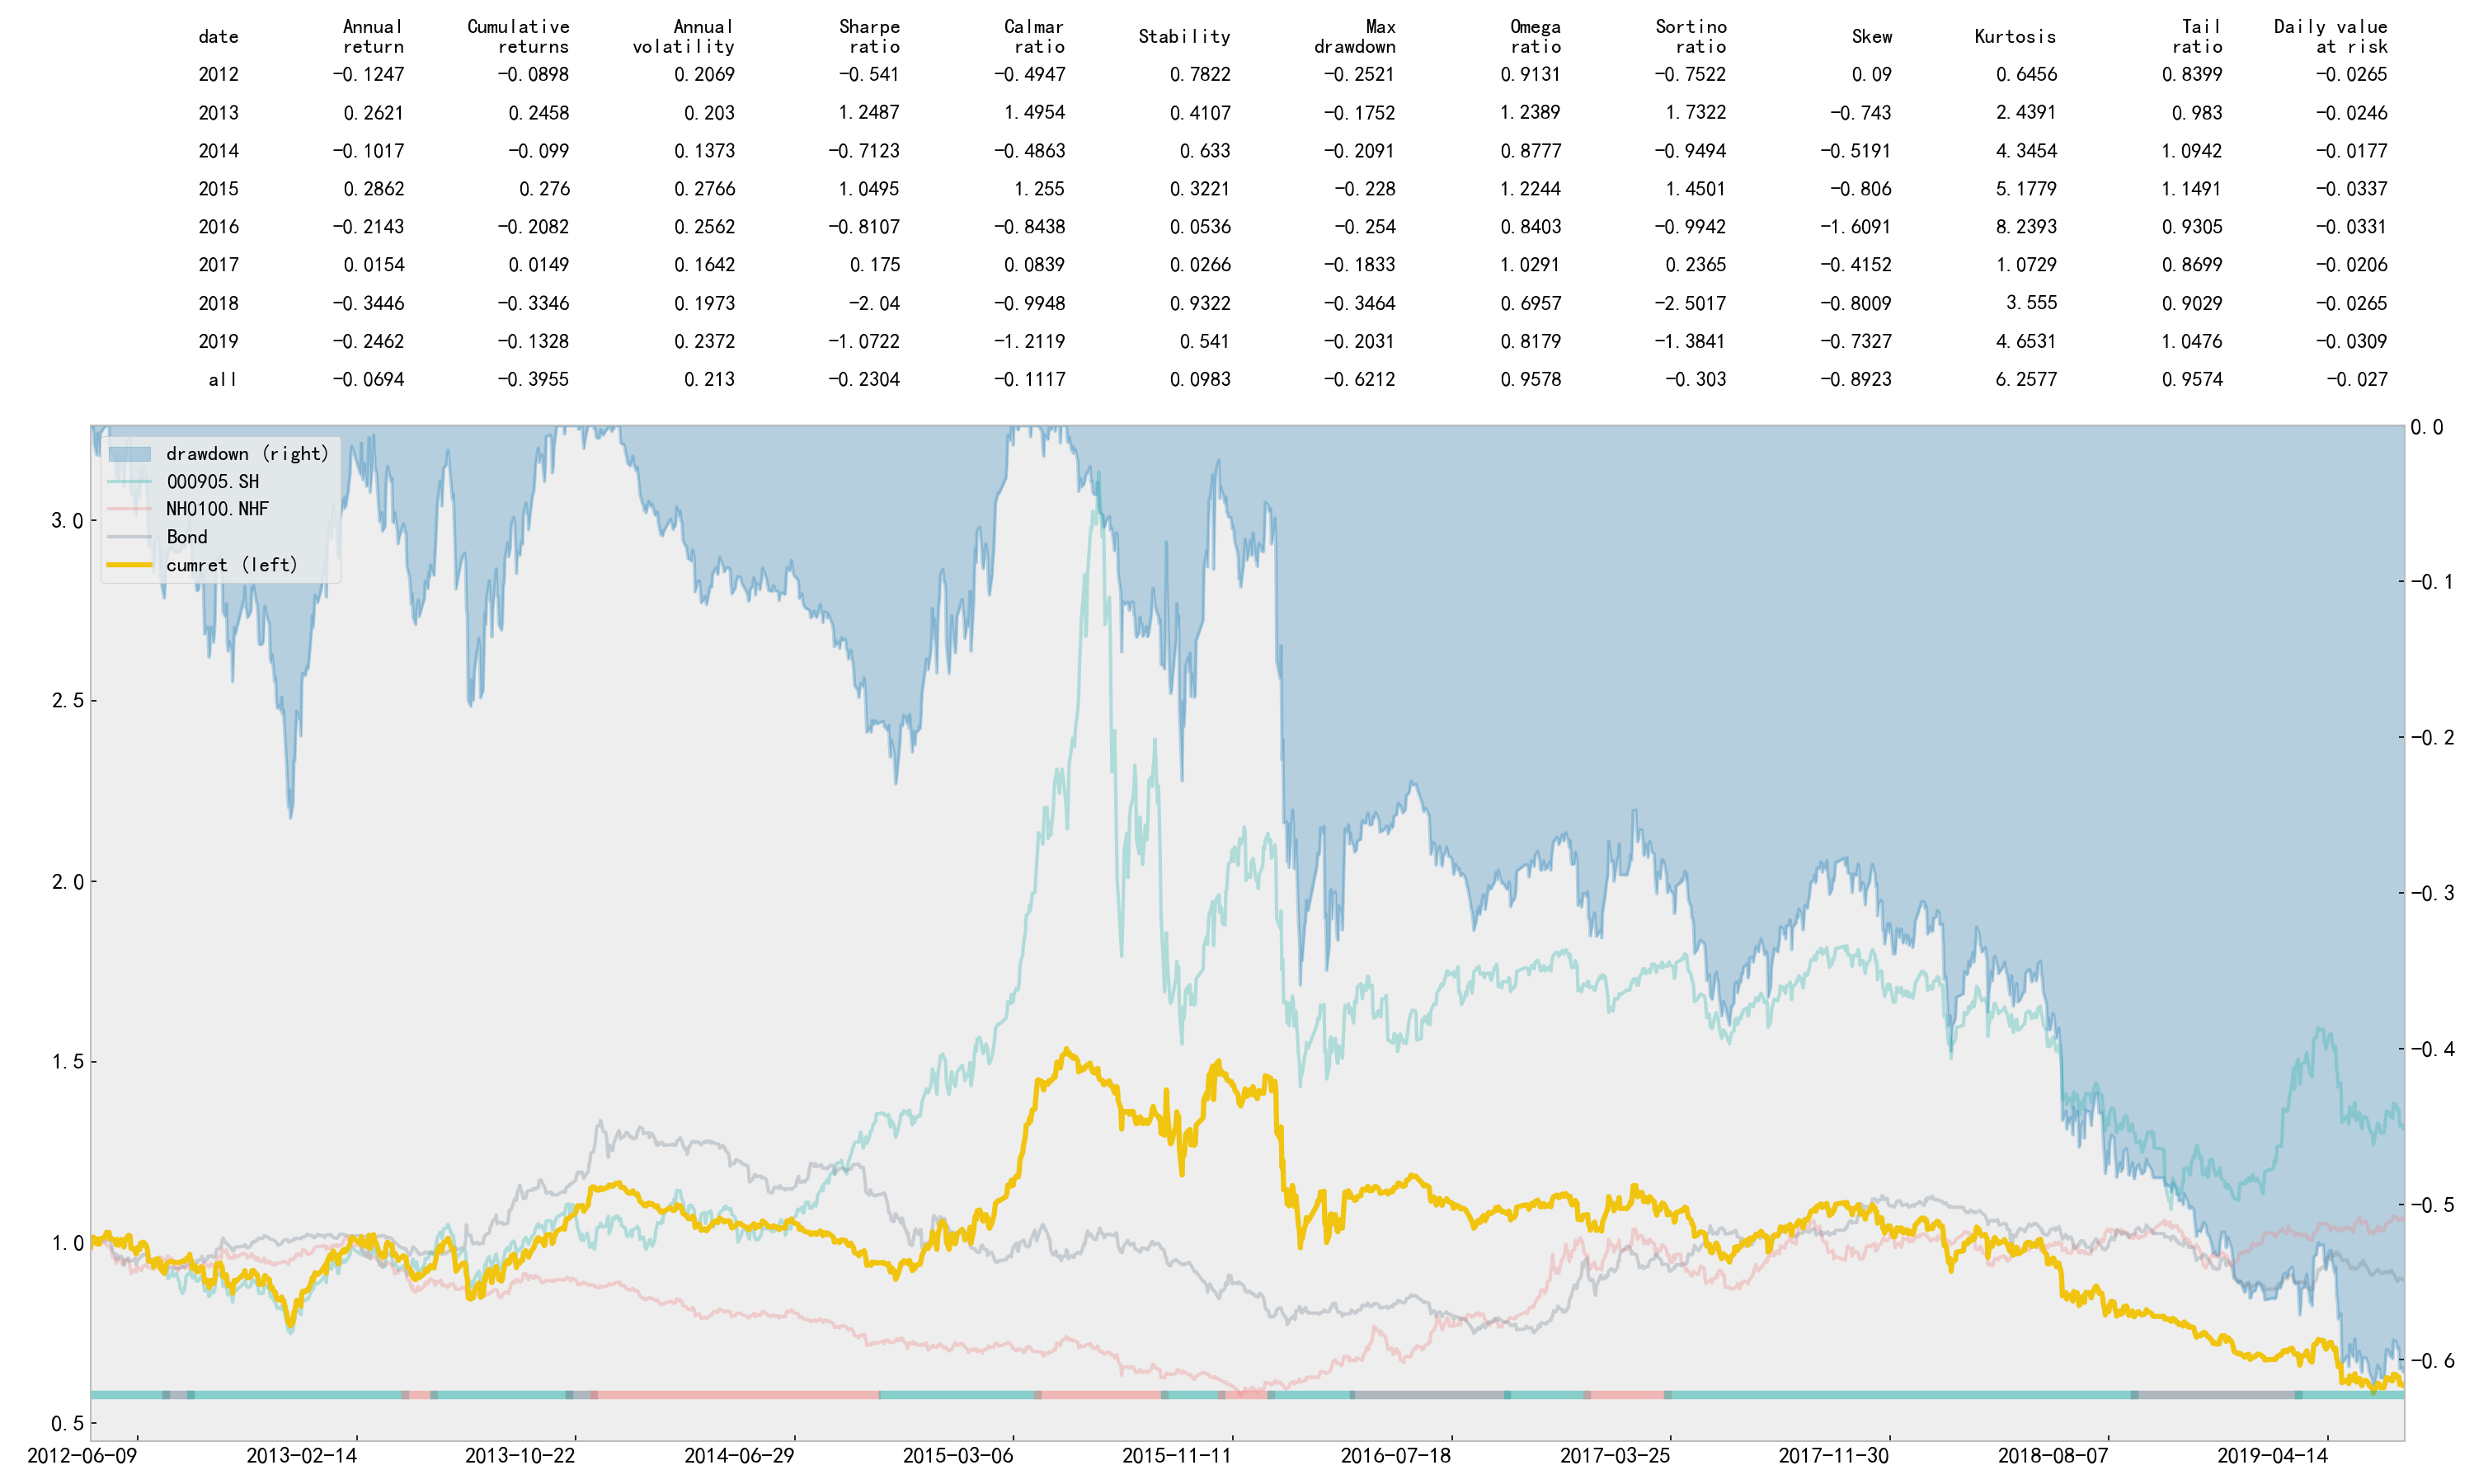 date Annual return Cumulative returns Annual volatility Sharpe ratio Calmar ratio Stability Max drawdown Omega ratio Sortino ratio Skew Kurtosis Tail ratio Daily value at risk
2012 -0.1247 -0.0898 0.2069 -0.541 -0.4947 0.7822 -0.2521 0.9131 -0.7522 0.09 0.6456 0.8399 -0.0265
2013 0.2621 0.2458 0.203 1.2487 1.4954 0.4107 -0.1752 1.2389 1.7322 -0.743 2.4391 0.983 -0.0246
2014 -0.1017 -0.099 0.1373 -0.7123 -0.4863 0.633 -0.2091 0.8777 -0.9494 -0.5191 4.3454 1.0942 -0.0177
2015 0.2862 0.276 0.2766 1.0495 1.255 0.3221 -0.228 1.2244 1.4501 -0.806 5.1779 1.1491 -0.0337
2016 -0.2143 -0.2082 0.2562 -0.8107 -0.8438 0.0536 -0.254 0.8403 -0.9942 -1.6091 8.2393 0.9305 -0.0331
2017 0.0154 0.0149 0.1642 0.175 0.0839 0.0266 -0.1833 1.0291 0.2365 -0.4152 1.0729 0.8699 -0.0206
2018 -0.3446 -0.3346 0.1973 -2.04 -0.9948 0.9322 -0.3464 0.6957 -2.5017 -0.8009 3.555 0.9029 -0.0265
2019 -0.2462 -0.1328 0.2372 -1.0722 -1.2119 0.541 -0.2031 0.8179 -1.3841 -0.7327 4.6531 1.0476 -0.0309
all -0.0694 -0.3955 0.213 -0.2304 -0.1117 0.0983 -0.6212 0.9578 -0.303 -0.8923 6.2577 0.9574 -0.027
drawdown (right)
000905.SH
NH0100.NHF
Bond
cumret (left)
3.0
2.5
2.0
1.5
1.0
0.5
0.0
-0.1
-0.2
-0.3
-0.4
-0.5
-0.6
2012-06-09 2013-02-14 2013-10-22 2014-06-29 2015-03-06 2015-11-11 2016-07-18 2017-03-25 2017-11-30 2018-08-07 2019-04-14